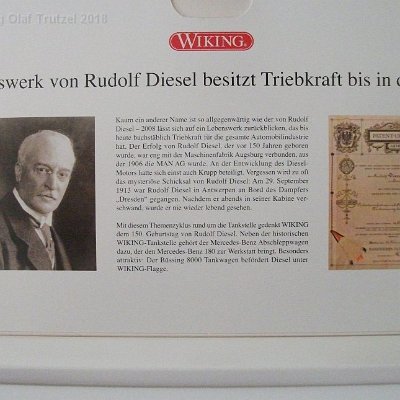 g Olaf Trutzel 2018
WIKING
swerk von Rudolf Diesel besitzt Triebkraft bis in d
Kaum ein anderer Name ist so allgegenwärtig wie der von Rudolf
Diesel – 2008 lässt sich auf ein Lebenswerk zurückblicken, das bis
heute buchstäblich Triebkraft für die gesamte Automobilindustrie
hat. Der Erfolg von Rudolf Diesel, der vor 150 Jahren geboren
wurde, war eng mit der Maschinenfabrik Augsburg verbunden, aus
der 1906 die MAN AG wurde. An der Entwicklung des Diesel-
Motors hatte sich einst auch Krupp beteiligt. Vergessen wird zu oft
das mysteriöse Schicksal von Rudolf Diesel: Am 29. September
1913 war Diesel in Antwerpen an Bord des Dampfers
„Dresden“ gegangen. Nachdem er abends in seiner Kabine ver-
schwand, wurde er nie wieder lebend gesehen.
Mit diesem Themenzyklus rund um die Tankstelle gedenkt WIKING
dem 150. Geburtstag von Rudolf Diesel. Neben der historischen
WIKING-Tankstelle gehört der Mercedes-Benz Abschleppwagen
dazu, der den Mercedes-Benz 180 zur Werkstatt bringt. Besonders
attraktiv: Der Büssing 8000 Tankwagen befördert Diesel unter
WIKING-Flagge.
PATENT-U